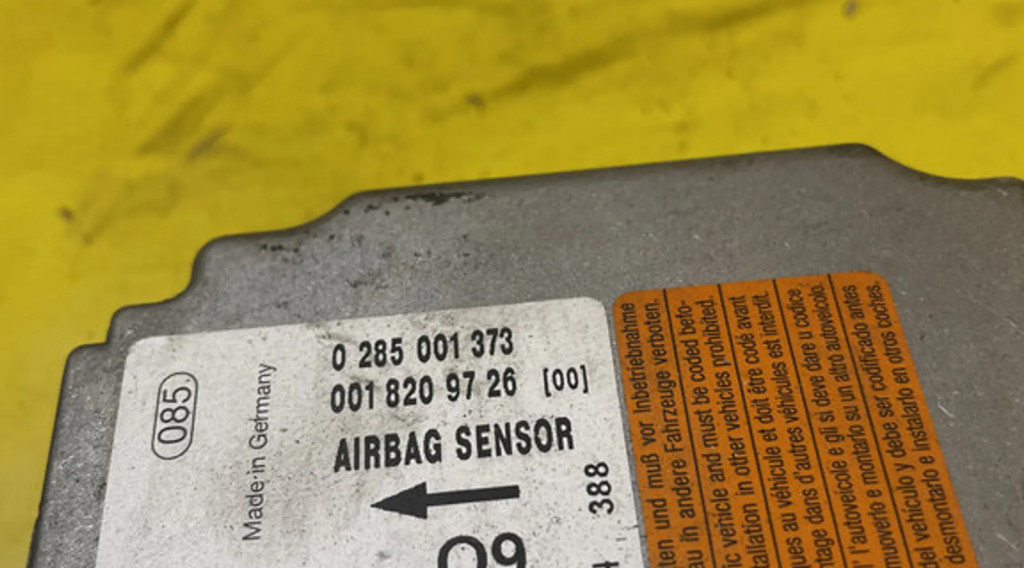 085.
Made in Germany
0 285 001 373
001 820 97 26 [00]
AIRBAG SENSOR
388
Q9
ten und muß vor Inbetriebnahme
au in andere Fahrzeuge verboten.
ic vehicle and must be coded befo-
tallation in other vehicles prohibited.
ques au véhicule et doit être codé avant
ntage dans d'autres véhicules est interdit.
l'autoveicolo e gli si deve dare u codice
muoverlo e montarlo su un altro autoveicolo.
del vehículo y debe ser codificado antes
desmontarlo e instalarlo en otros coches.